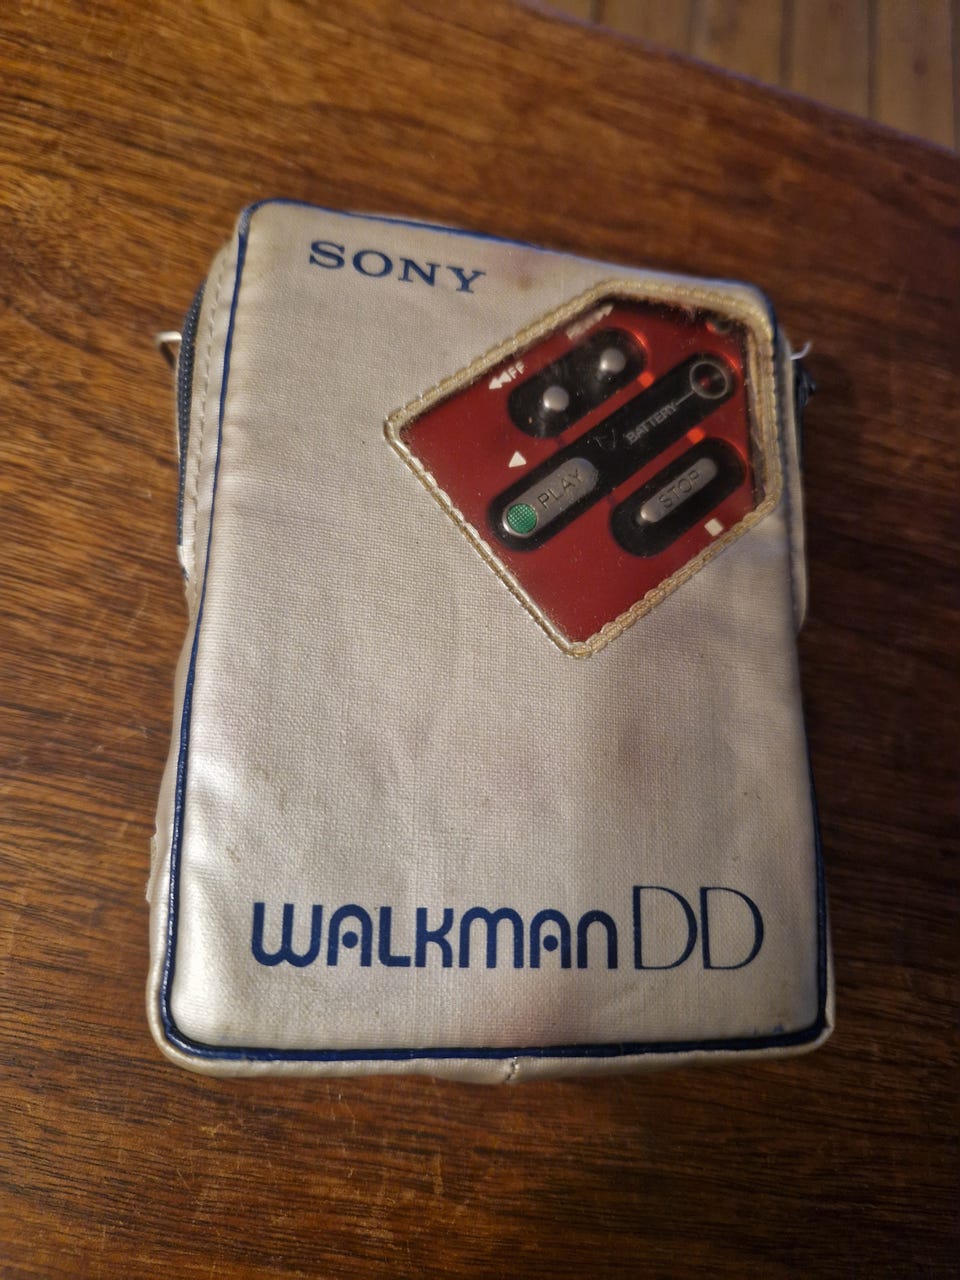 SONY
◀◀FF
BATTERY
PLAY
STOP
WALKMAN DD